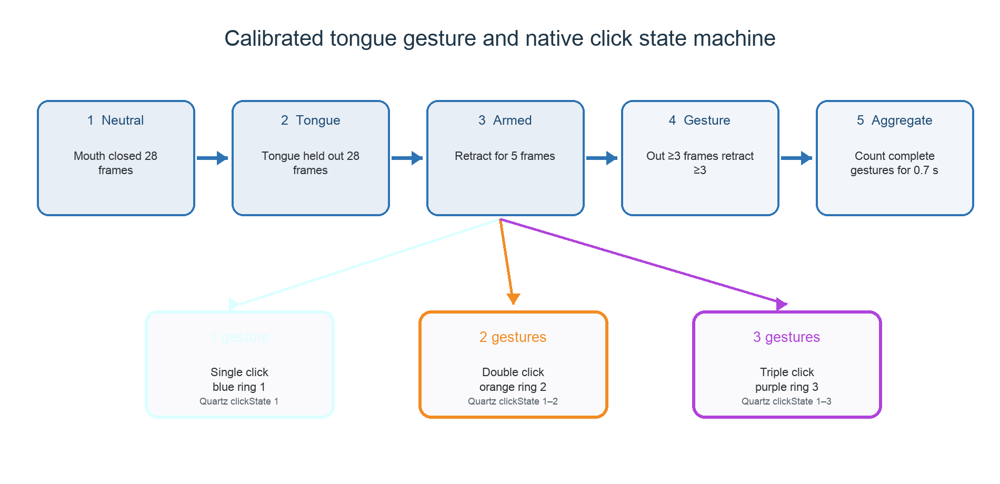 Calibrated tongue gesture and native click state machine
1 Neutral
Mouth closed 28
frames
2 Tongue
Tongue held out 28
frames
3 Armed
Retract for 5 frames
4 Gesture
Out ≥3 frames retract
≥3
5 Aggregate
Count complete
gestures for 0.7 s
1 gesture
Single click
blue ring 1
Quartz clickState 1
2 gestures
Double click
orange ring 2
Quartz clickState 1–2
3 gestures
Triple click
purple ring 3
Quartz clickState 1–3